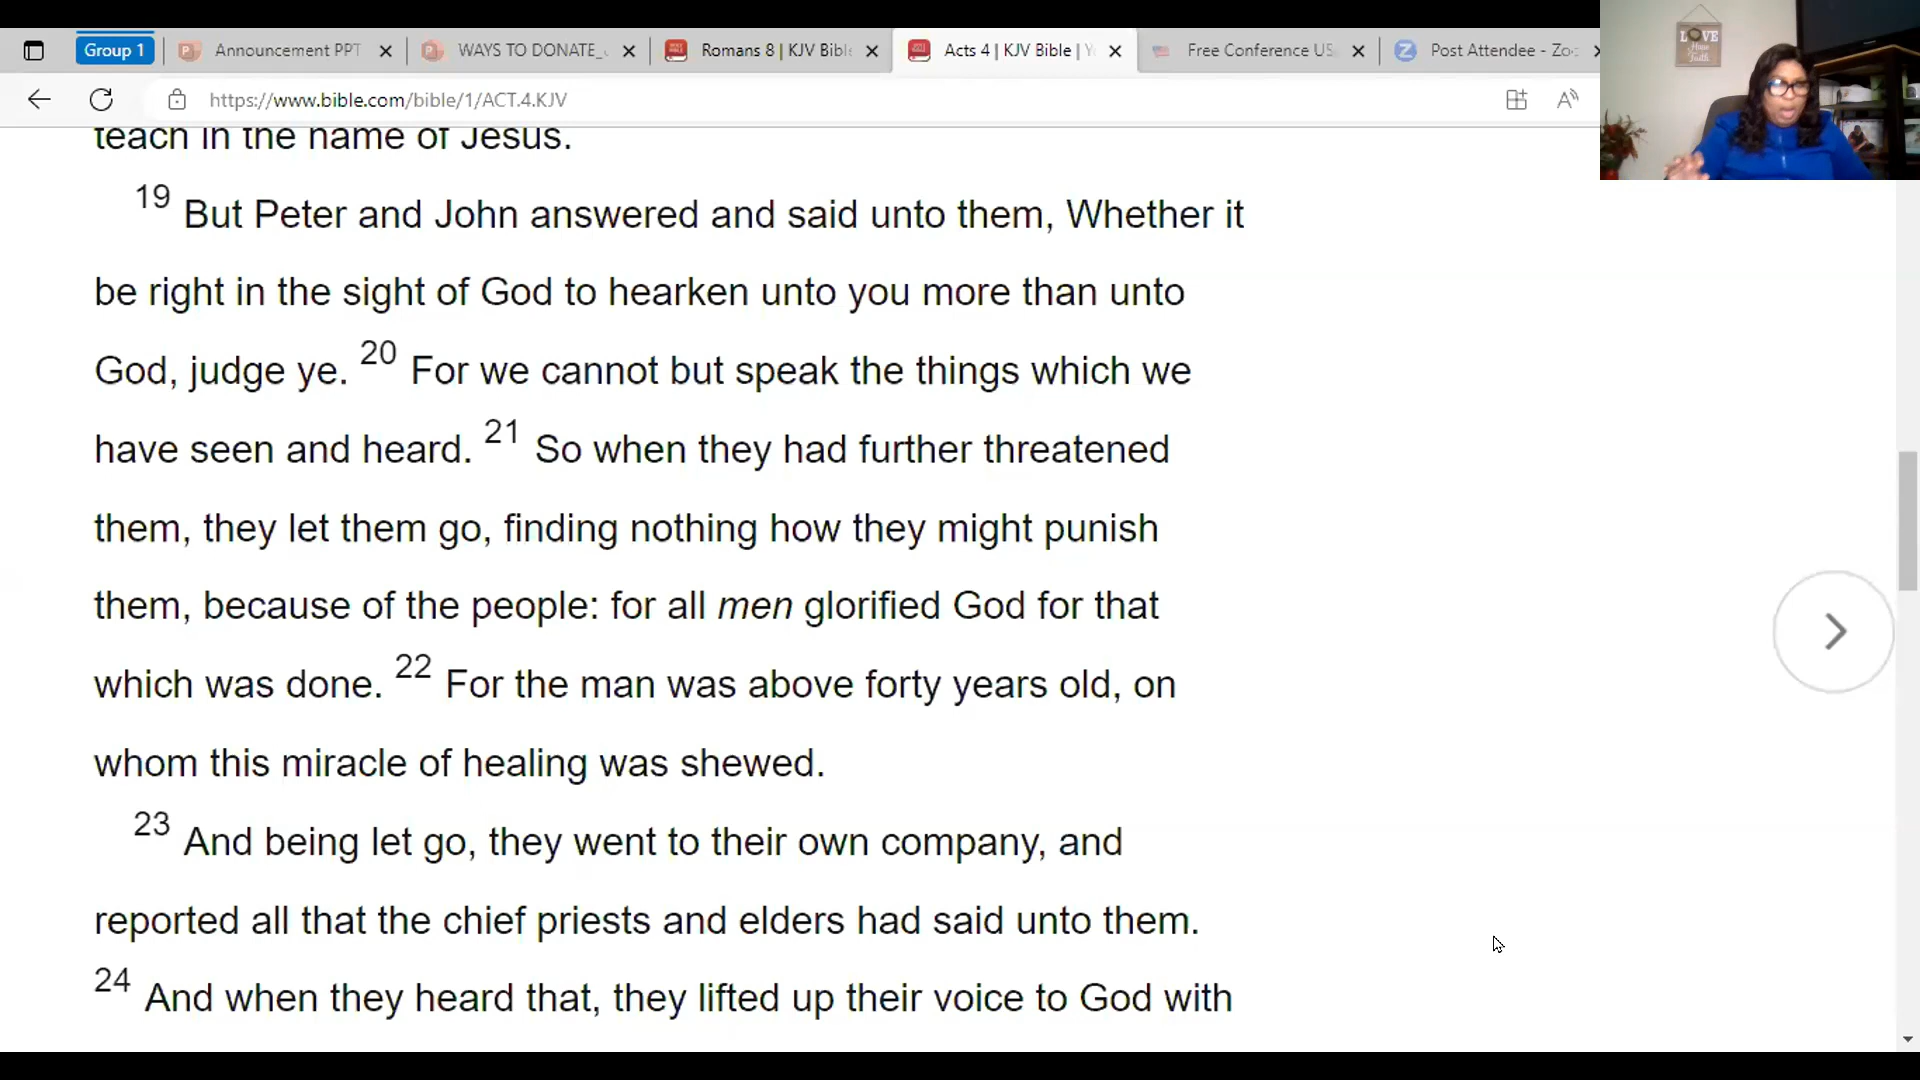 Group 1
Announcement PPT
WAYS TO DONATE_
Romans 8 | KJV Bible
Acts 4 | KJV Bible | Y
Free Conference US
Post Attendee - Zo
https://www.bible.com/bible/1/ACT.4.KJV
LOVE
Hope
Faith
teach in the name of Jesus.
19 But Peter and John answered and said unto them, Whether it
be right in the sight of God to hearken unto you more than unto
God, judge ye. 20 For we cannot but speak the things which we
have seen and heard. 21 So when they had further threatened
them, they let them go, finding nothing how they might punish
them, because of the people: for all men glorified God for that
which was done. 22 For the man was above forty years old, on
whom this miracle of healing was shewed.
23 And being let go, they went to their own company, and
reported all that the chief priests and elders had said unto them.
24 And when they heard that, they lifted up their voice to God with